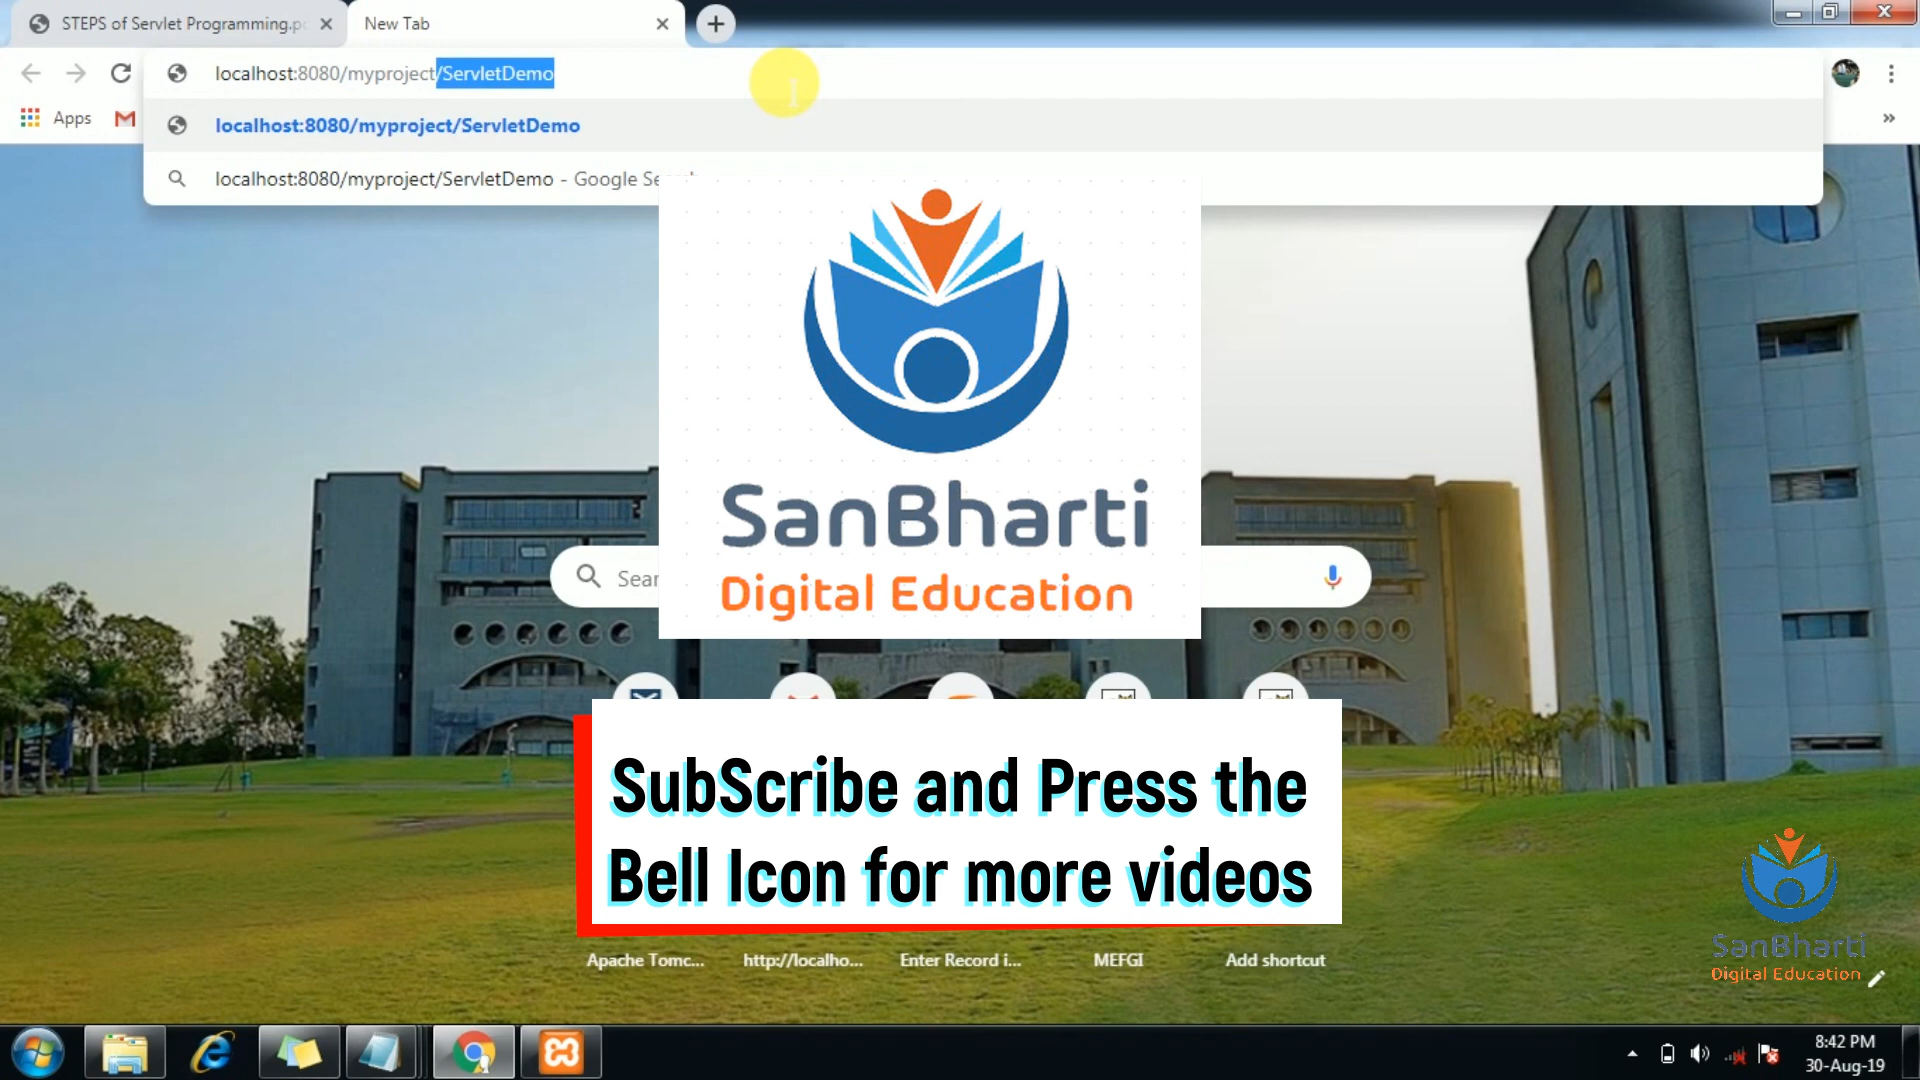 STEPS of Servlet Programming.p
New Tab
localhost:8080/myproject/ServletDemo
Apps
localhost:8080/myproject/ServletDemo
localhost:8080/myproject/ServletDemo - Google Se
SanBharti
Digital Education
Sear
SubScribe and Press the
Bell Icon for more videos
SanBharti
Digital Education
Apache Tomc...
http://localho...
Enter Record i...
MEFGI
Add shortcut
8:42 PM
30-Aug-19